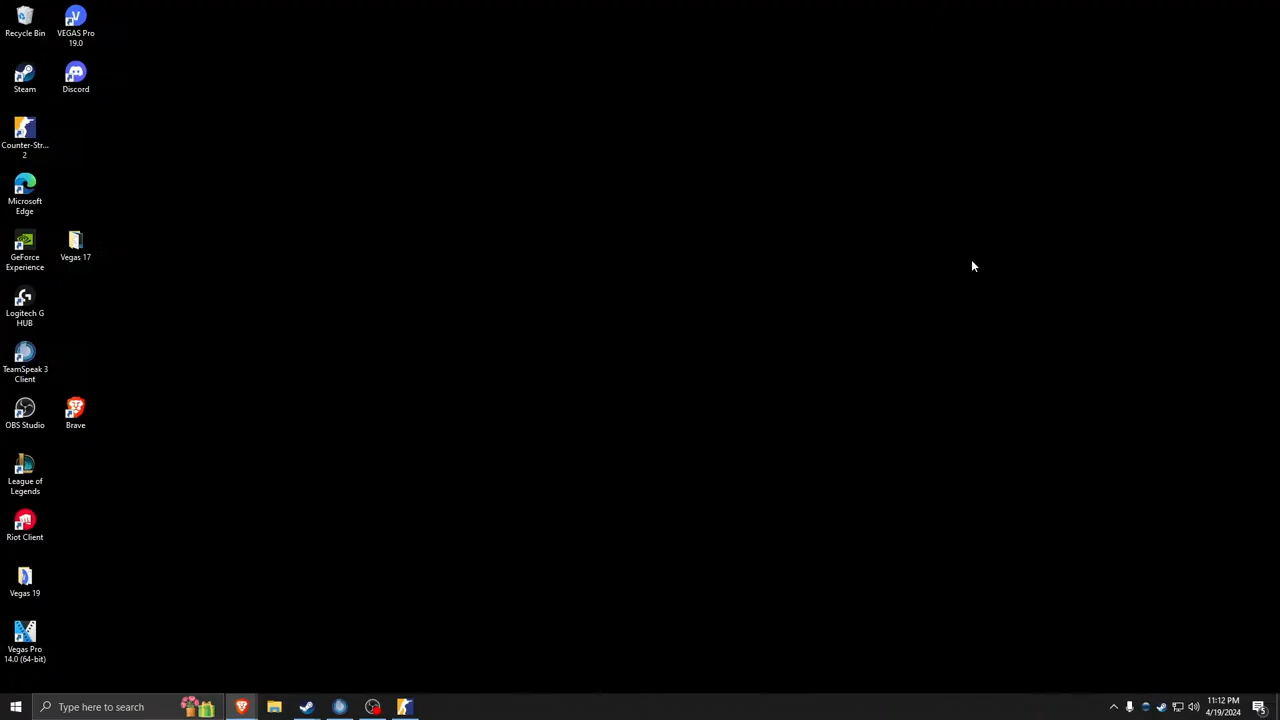 Recycle Bin
VEGAS Pro
19.0
Steam
Discord
Counter-Str...
2
Microsoft
Edge
GeForce
Experience
Vegas 17
Logitech G
HUB
TeamSpeak 3
Client
OBS Studio
Brave
League of
Legends
Riot Client
Vegas 19
Vegas Pro
14.0 (64-bit)
Type here to search
11:12 PM
4/19/2024
5